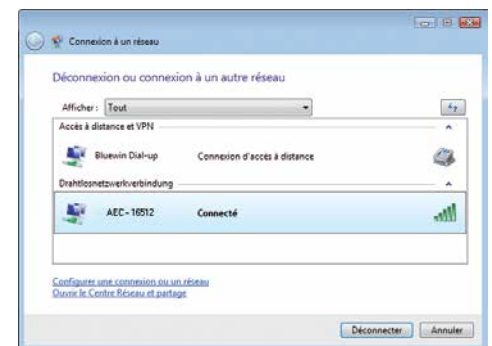 Connexion à un réseau
Déconnexion ou connexion à un autre réseau
Afficher : Tout
Accès à distance et VPN
Bluewin Dial-up Connexion d'accès à distance
Drahtlosnetzwerkverbindung
AEC-16512 Connecté
Configurer une connexion ou un réseau
Ouvrir le Centre Réseau et partage
Déconnecter Annuler